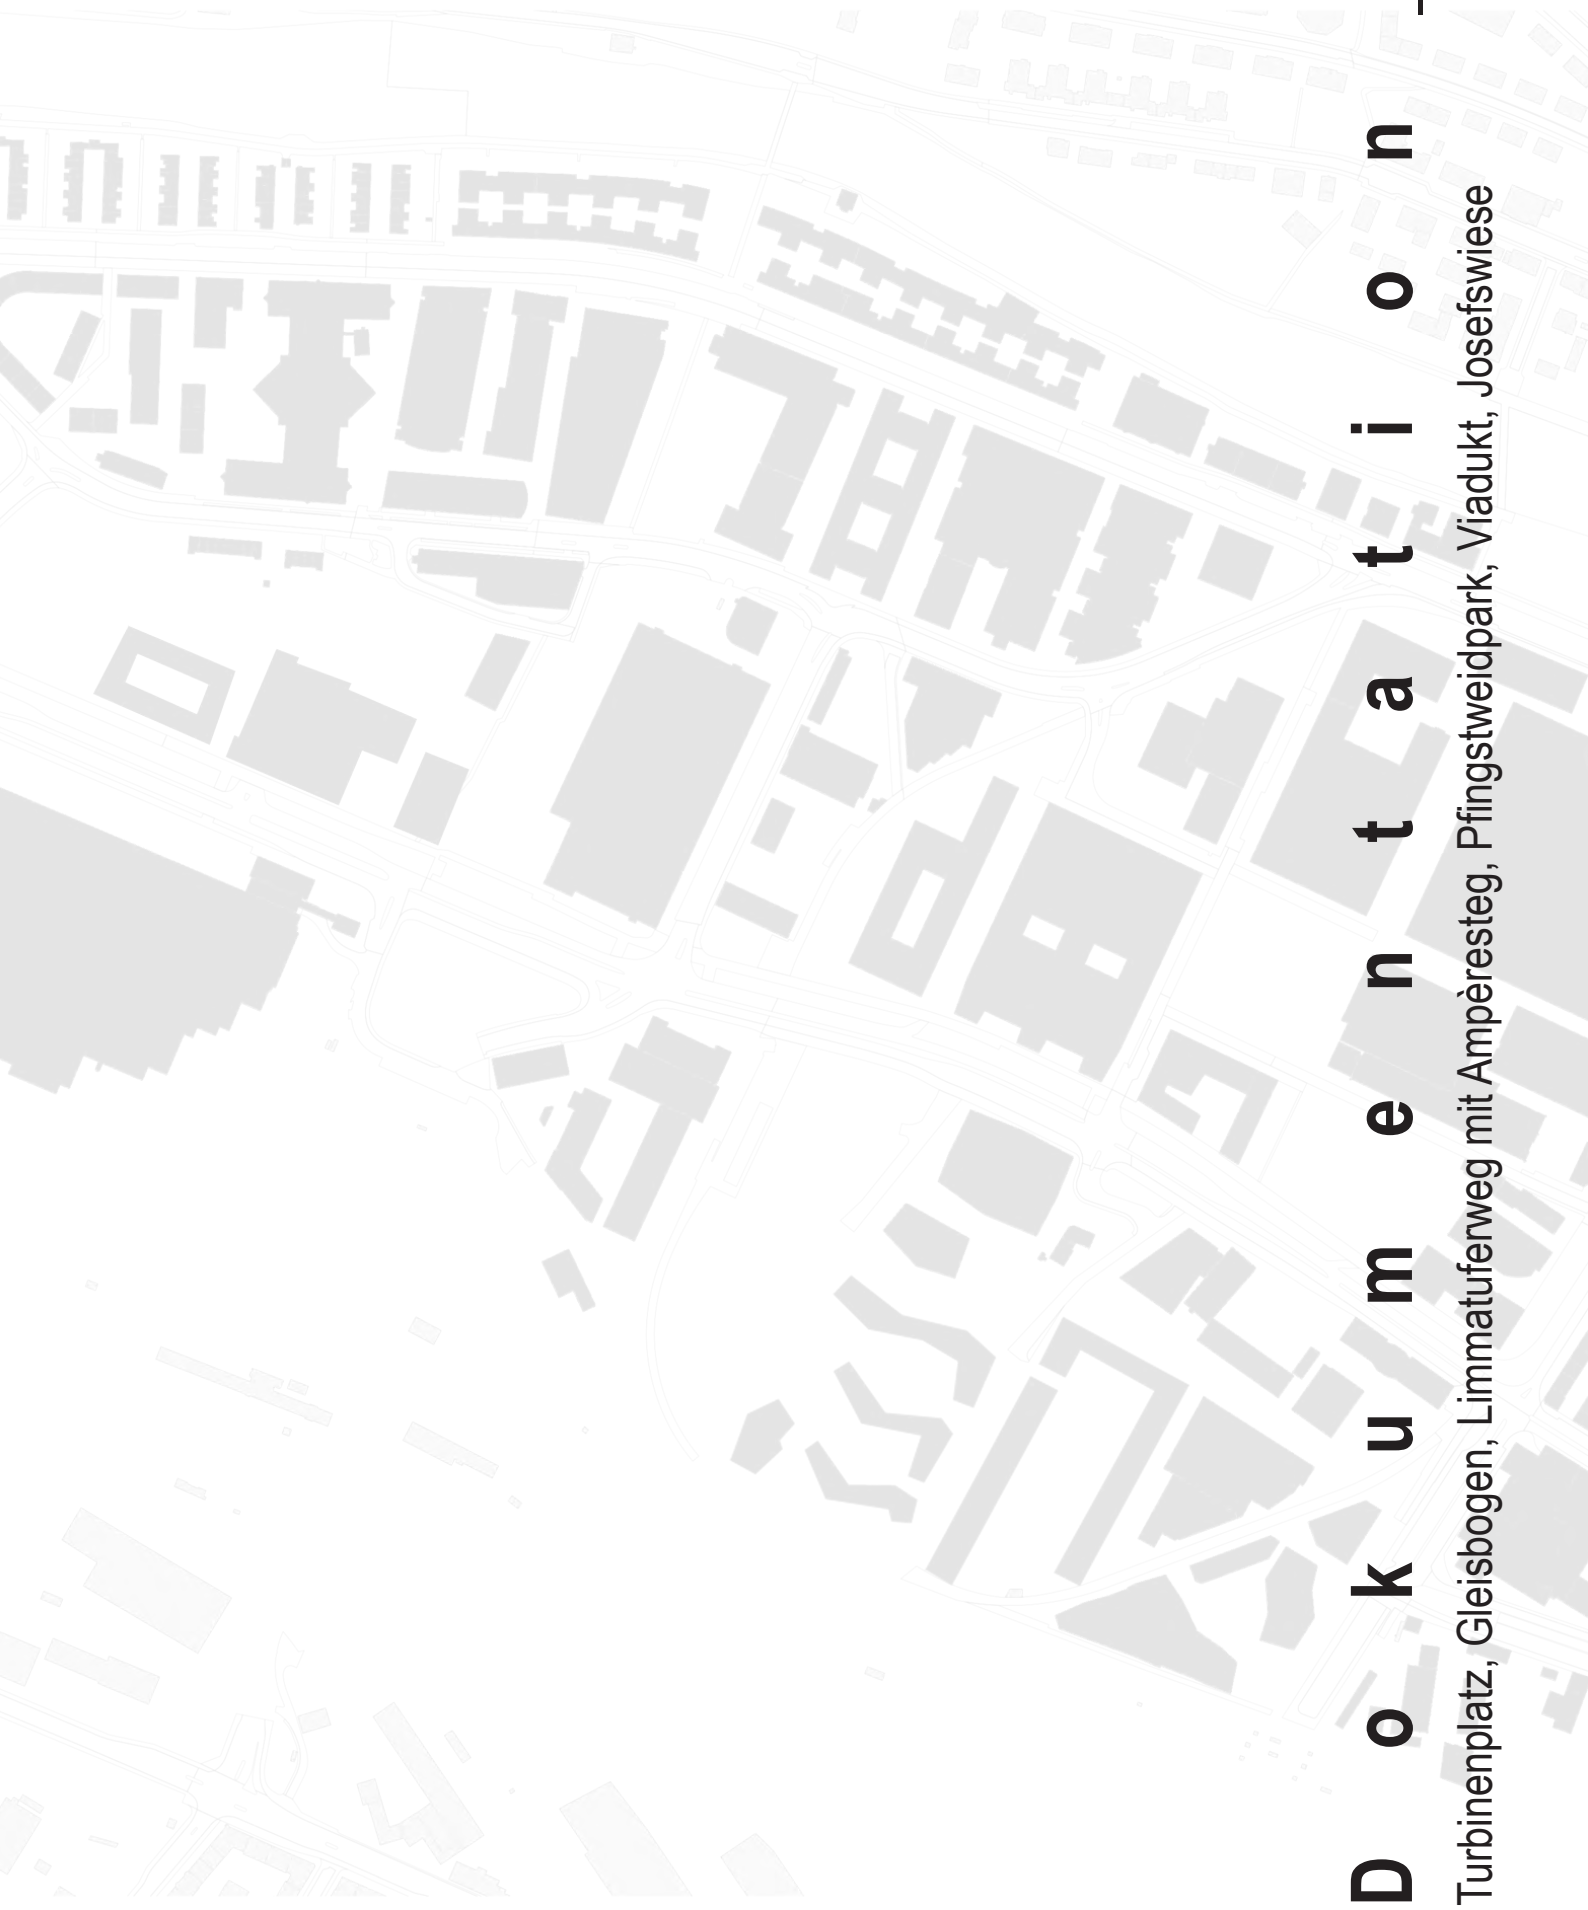 Dokumentation
Turbinenplatz, Gleisbogen, Limmatuferweg mit Ampèresteg, Pfingstweidpark, Viadukt, Josefswiese